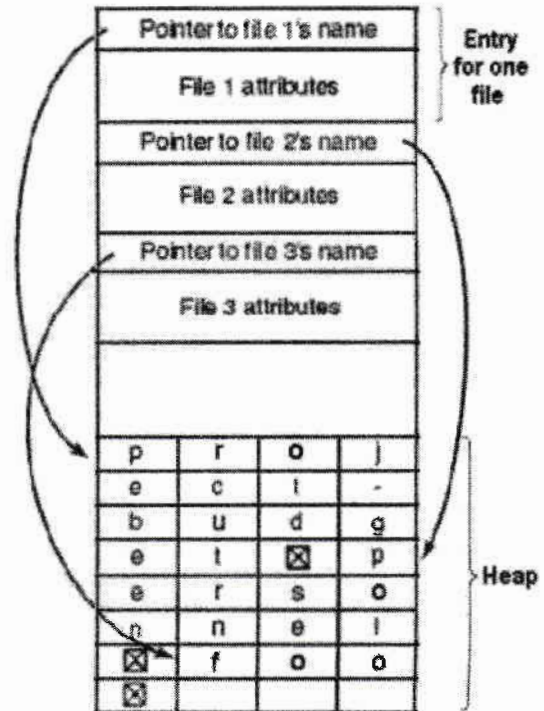 Pointer to file 1's name
Entry
for one
file
File 1 attributes
Pointer to file 2's name
File 2 attributes
Pointer to file 3's name
File 3 attributes
p r o j
e c t -
b u d g
e t ☒ p
e r s o
n n e l
☒ f o o
☒
Heap